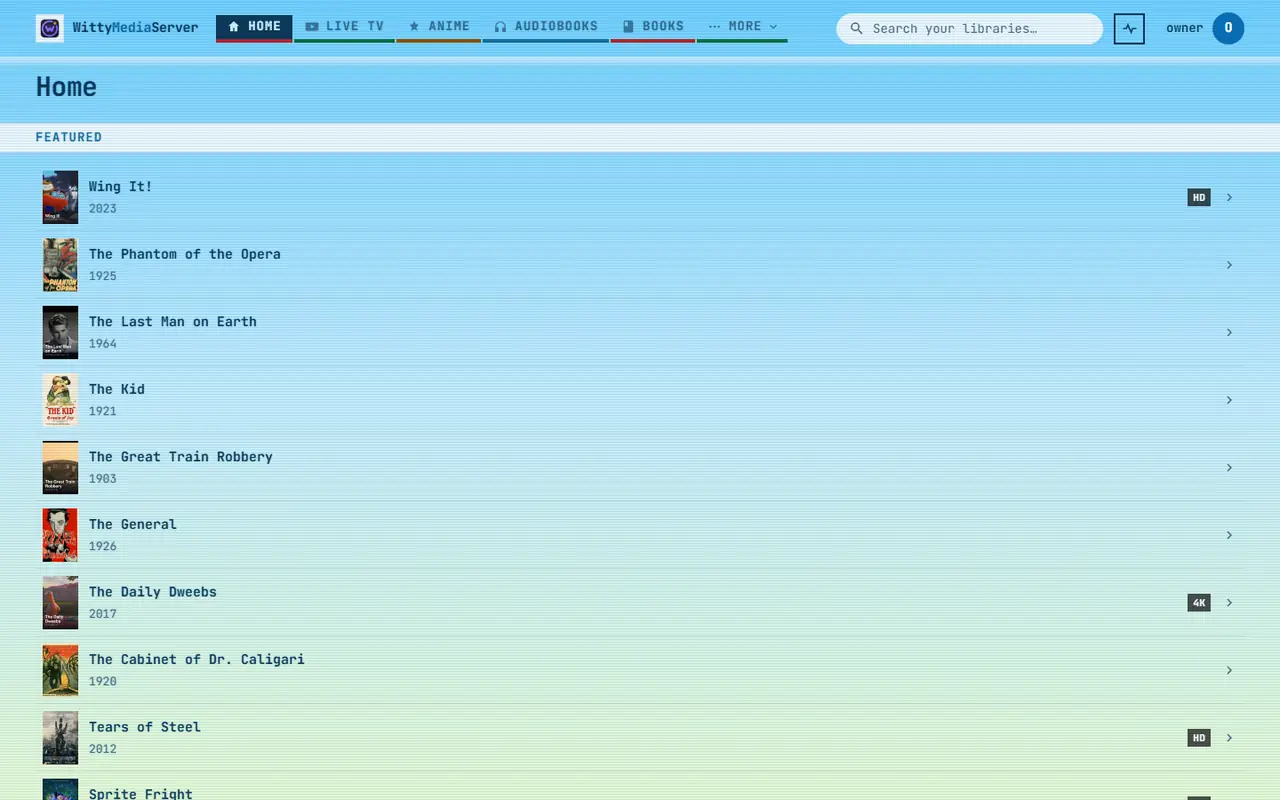 WittyMediaServer
HOME
LIVE TV
ANIME
AUDIOBOOKS
BOOKS
MORE
Search your libraries…
owner
O
Home
FEATURED
Wing It!
2023
HD
The Phantom of the Opera
1925
The Last Man on Earth
1964
The Kid
1921
The Great Train Robbery
1903
The General
1926
The Daily Dweebs
2017
4K
The Cabinet of Dr. Caligari
1920
Tears of Steel
2012
HD
Sprite Fright